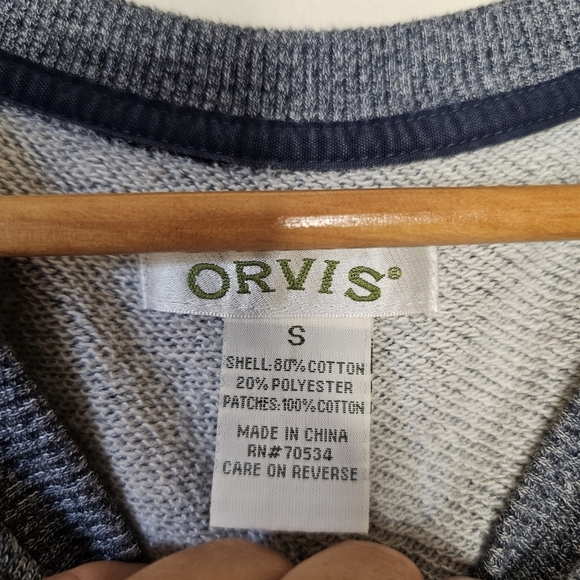 ORVIS®
S
SHELL:80%COTTON
20% POLYESTER
PATCHES:100%COTTON
MADE IN CHINA
RN#70534
CARE ON REVERSE